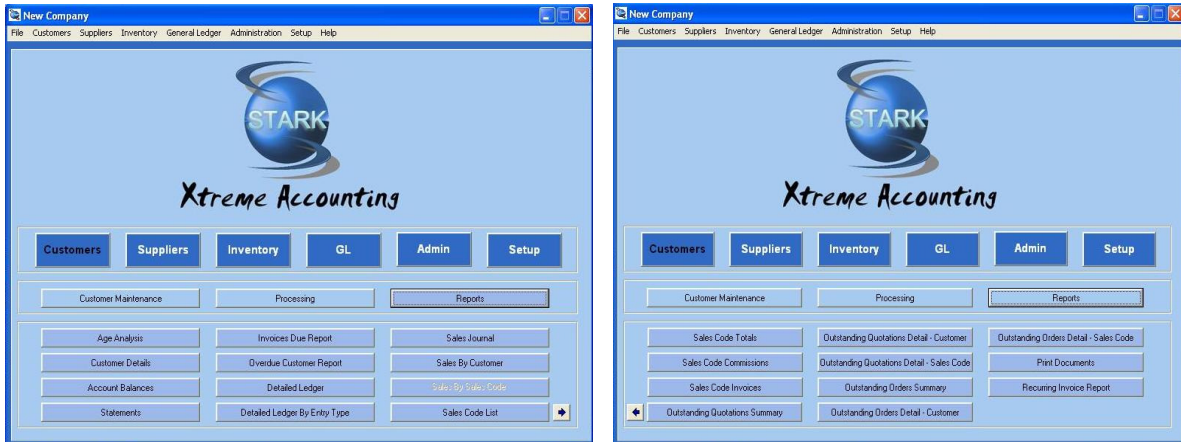 New Company
File Customers Suppliers Inventory General Ledger Administration Setup Help
STARK
Xtreme Accounting
Customers Suppliers Inventory GL Admin Setup
Customer Maintenance Processing Reports
Age Analysis Invoices Due Report Sales Journal
Customer Details Overdue Customer Report Sales By Customer
Account Balances Detailed Ledger Sales By Sales Code
Statements Detailed Ledger By Entry Type Sales Code List
New Company
File Customers Suppliers Inventory General Ledger Administration Setup Help
STARK
Xtreme Accounting
Customers Suppliers Inventory GL Admin Setup
Customer Maintenance Processing Reports
Sales Code Totals Outstanding Quotations Detail - Customer Outstanding Orders Detail - Sales Code
Sales Code Commissions Outstanding Quotations Detail - Sales Code Print Documents
Sales Code Invoices Outstanding Orders Summary Recurring Invoice Report
Outstanding Quotations Summary Outstanding Orders Detail - Customer